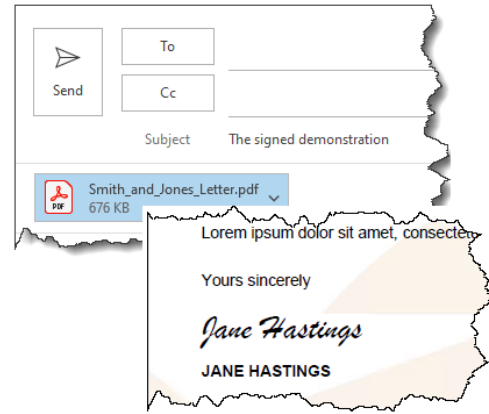 To
Send
Cc
Subject The signed demonstration
PDF
Smith_and_Jones_Letter.pdf
676 KB
Lorem ipsum dolor sit amet,
Yours sincerely
Jane Hastings
JANE HASTINGS